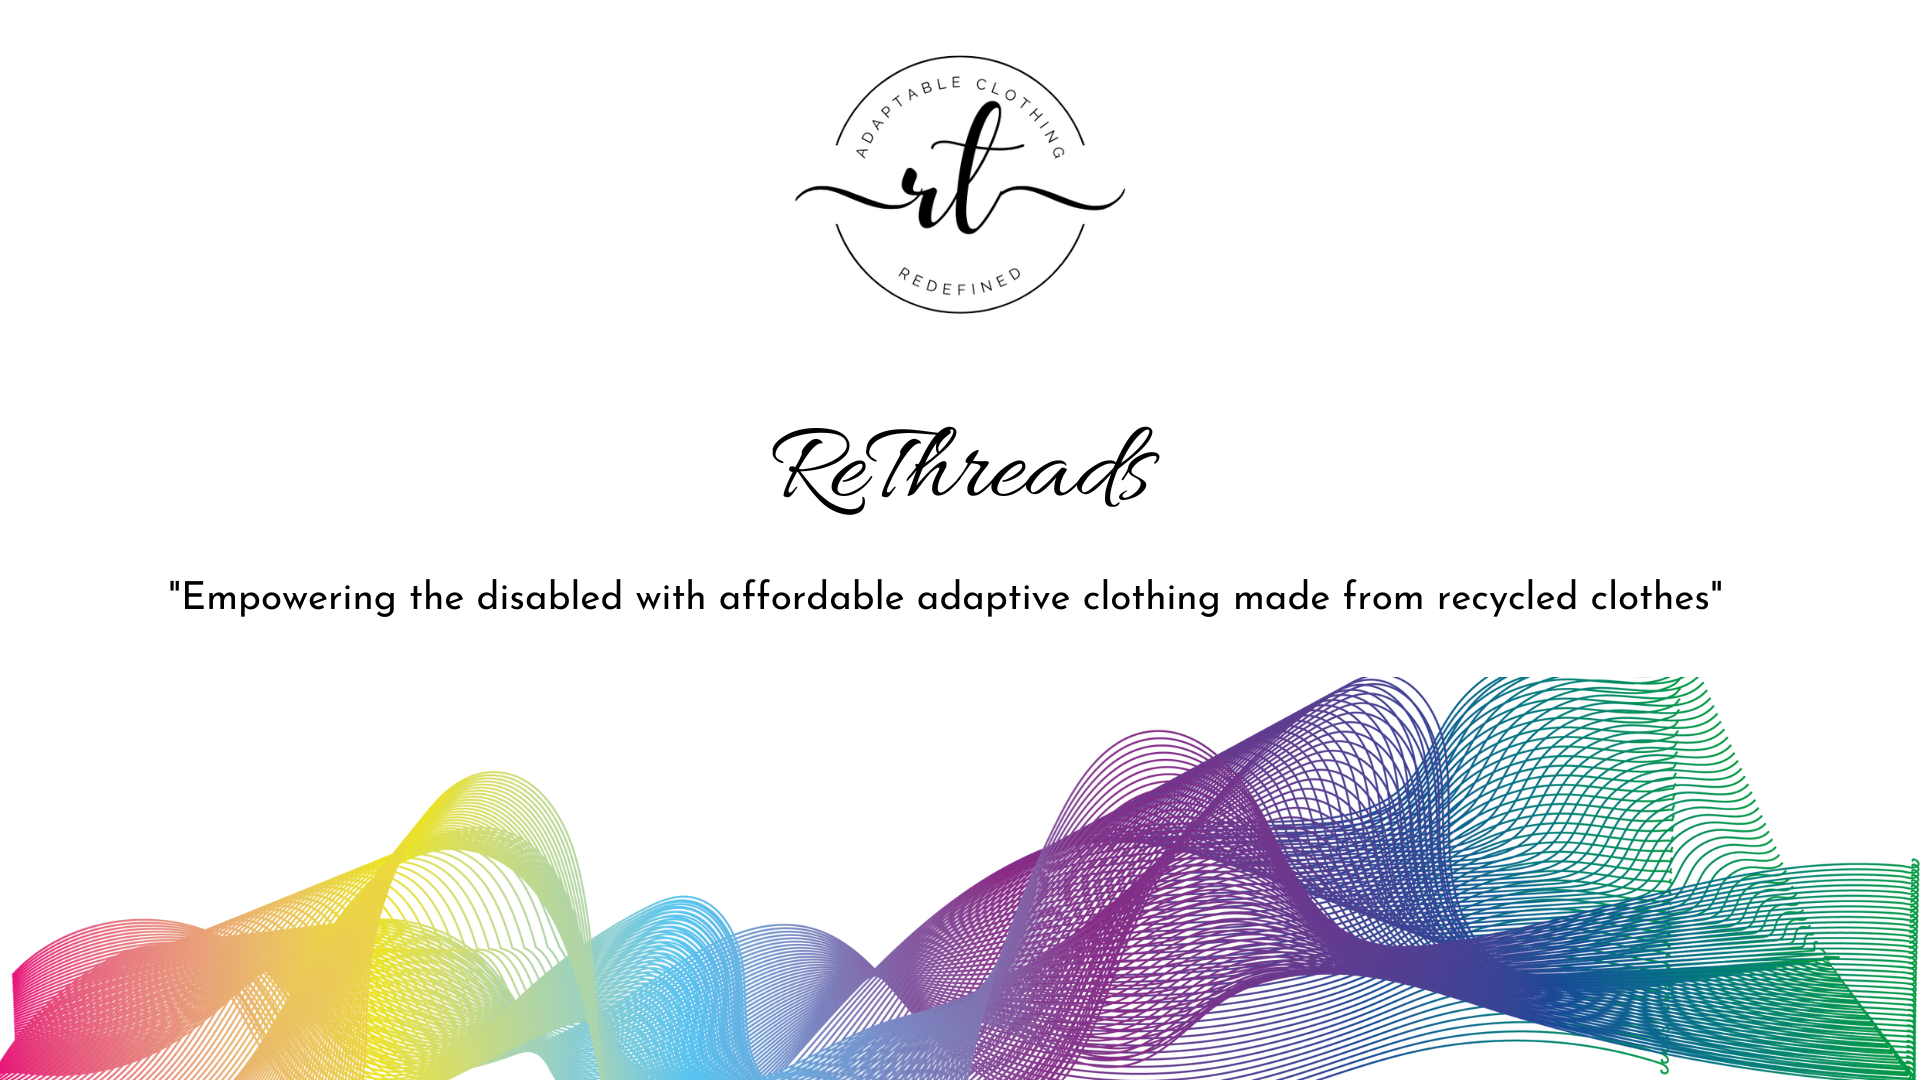 ADAPTABLE CLOTHING
rt
REDEFINED
ReThreads
"Empowering the disabled with affordable adaptive clothing made from recycled clothes"